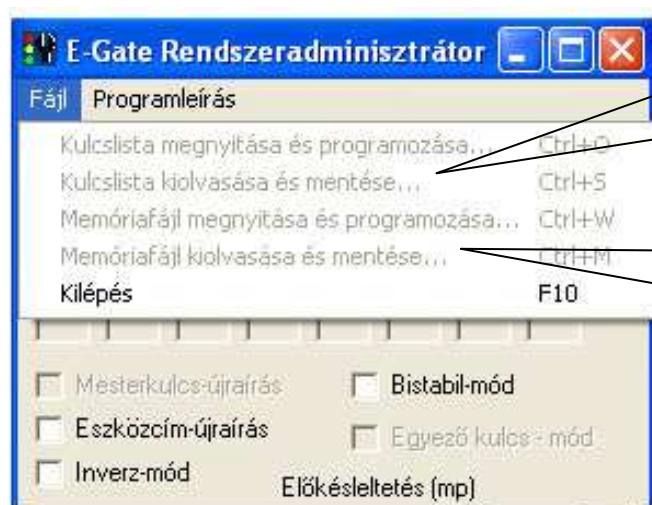 E-Gate Rendszeradminisztrátor
Fájl Programleírás
Kulcslista megnyitása és programozása... Ctrl+O
Kulcslista kiolvasása és mentése... Ctrl+S
Memóriafájl megnyitása és programozása... Ctrl+W
Memóriafájl kiolvasása és mentése... Ctrl+M
Kilépés F10
Mesterkulcs-újraírás Bistabil-mód
Eszközcím-újraírás Egyező kulcs - mód
Inverz-mód Előkésleltetés (mp)